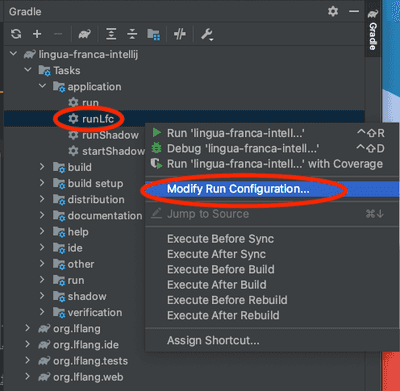 Gradle
Gradle
lingua-franca-intellij
Tasks
application
run
runLfc
runShadow
startShadow
build
build setup
distribution
documentation
help
ide
other
run
shadow
verification
org.lflang
org.lflang.ide
org.lflang.tests
org.lflang.web
Run 'lingua-franca-intell...' ^⇧R
Debug 'lingua-franca-intell...' ^⇧D
Run 'lingua-franca-intell...' with Coverage
Modify Run Configuration...
Jump to Source ⌘↓
Execute Before Sync
Execute After Sync
Execute Before Build
Execute After Build
Execute Before Rebuild
Execute After Rebuild
Assign Shortcut...